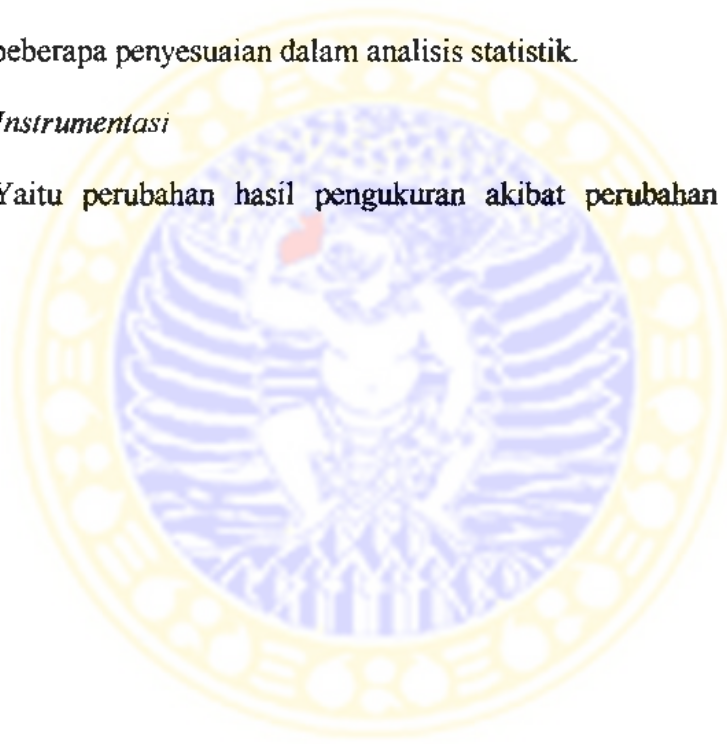 beberapa penyesuaian dalam analisis statistik.
Instrumentasi
Yaitu perubahan hasil pengukuran akibat perubahan